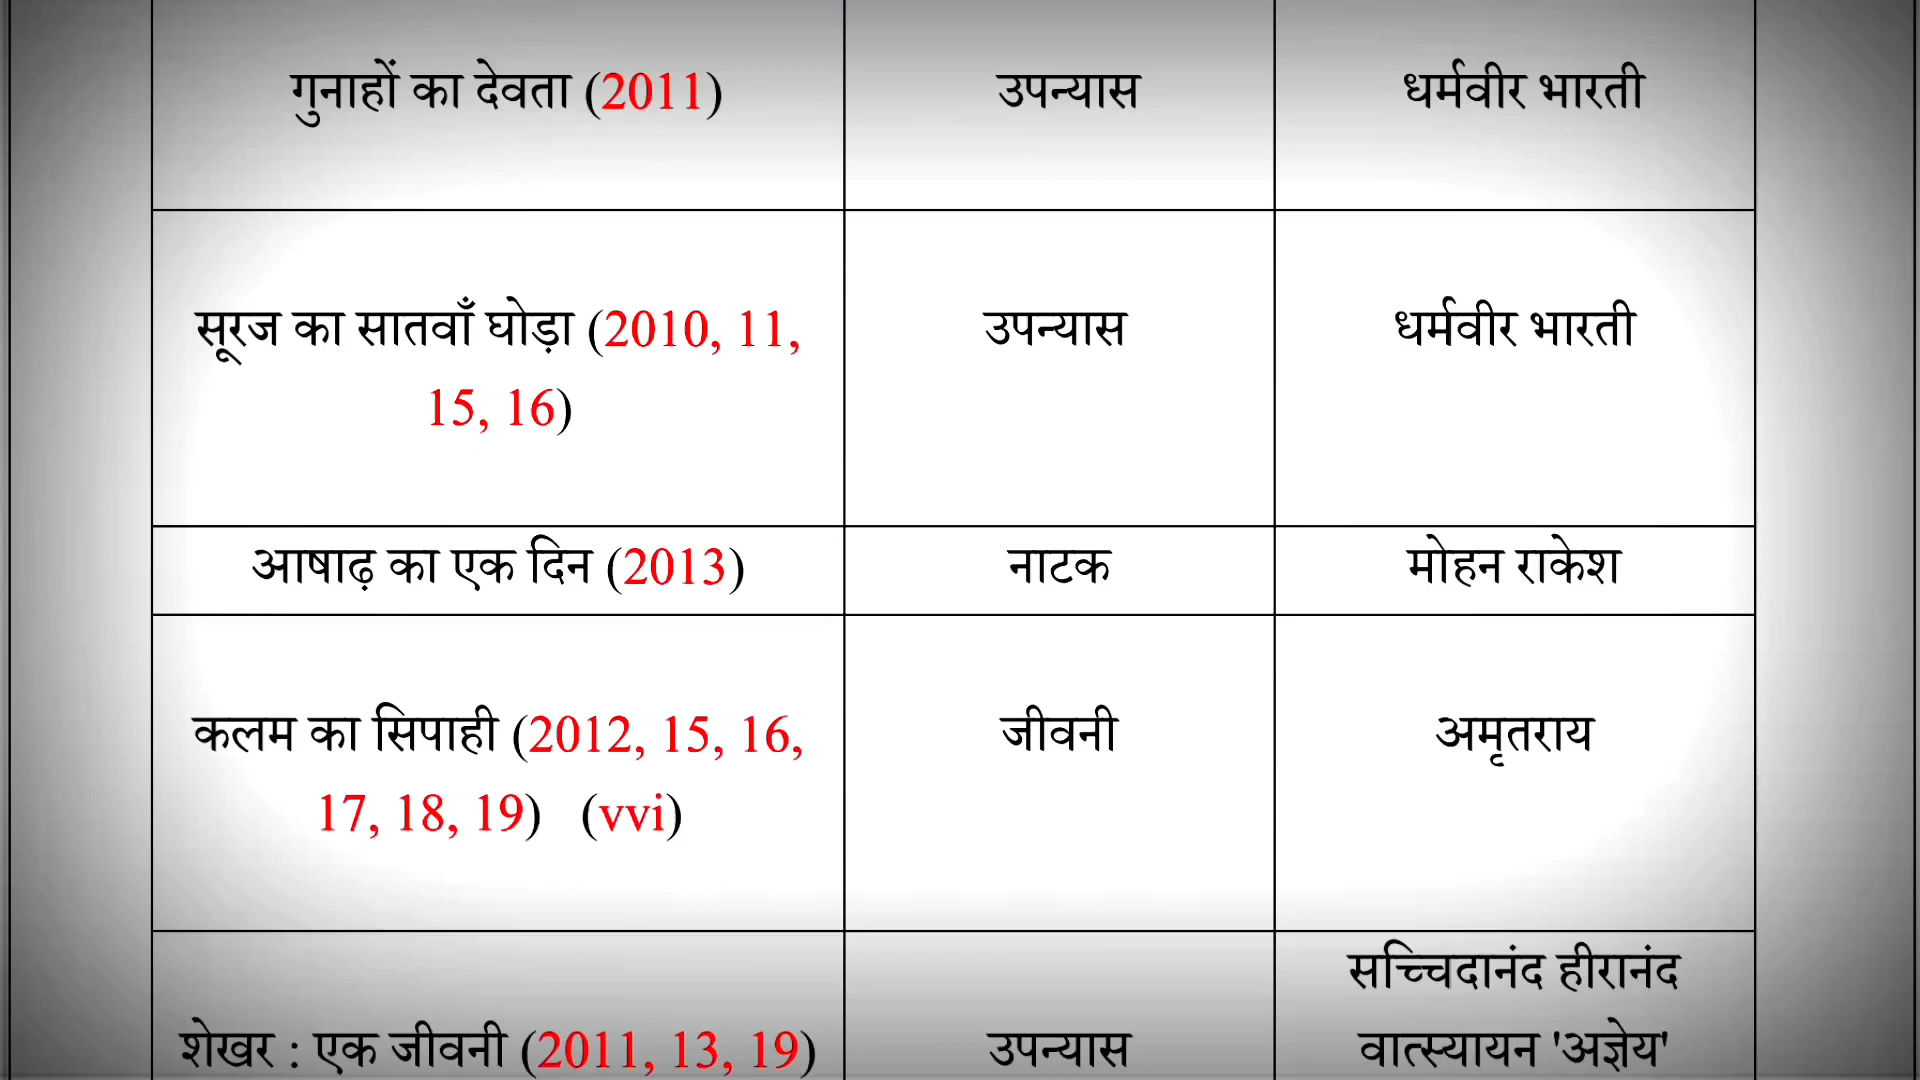 गुनाहों का देवता (2011) उपन्यास धर्मवीर भारती
सूरज का सातवाँ घोड़ा (2010, 11, उपन्यास धर्मवीर भारती
15, 16)
आषाढ़ का एक दिन (2013) नाटक मोहन राकेश
कलम का सिपाही (2012, 15, 16, जीवनी अमृतराय
17, 18, 19) (vvi)
सच्चिदानंद हीरानंद
शेखर : एक जीवनी (2011, 13, 19) उपन्यास वात्स्यायन 'अज्ञेय'